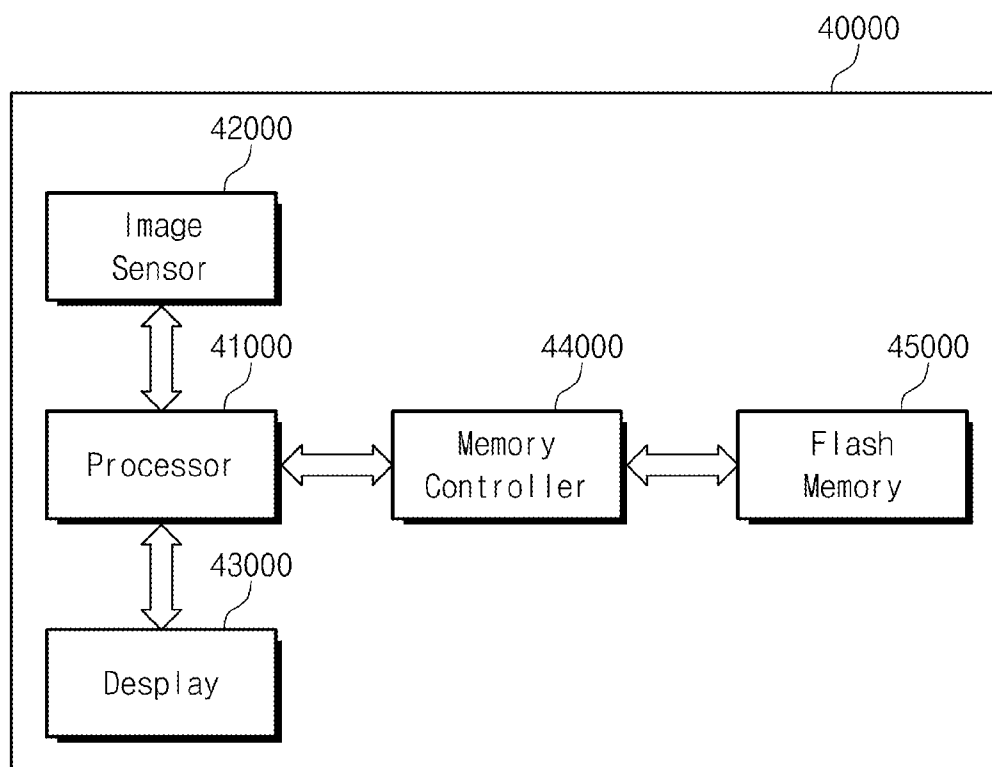 40000
42000
Image
Sensor
41000
Processor
44000
Memory
Controller
45000
Flash
Memory
43000
Desplay